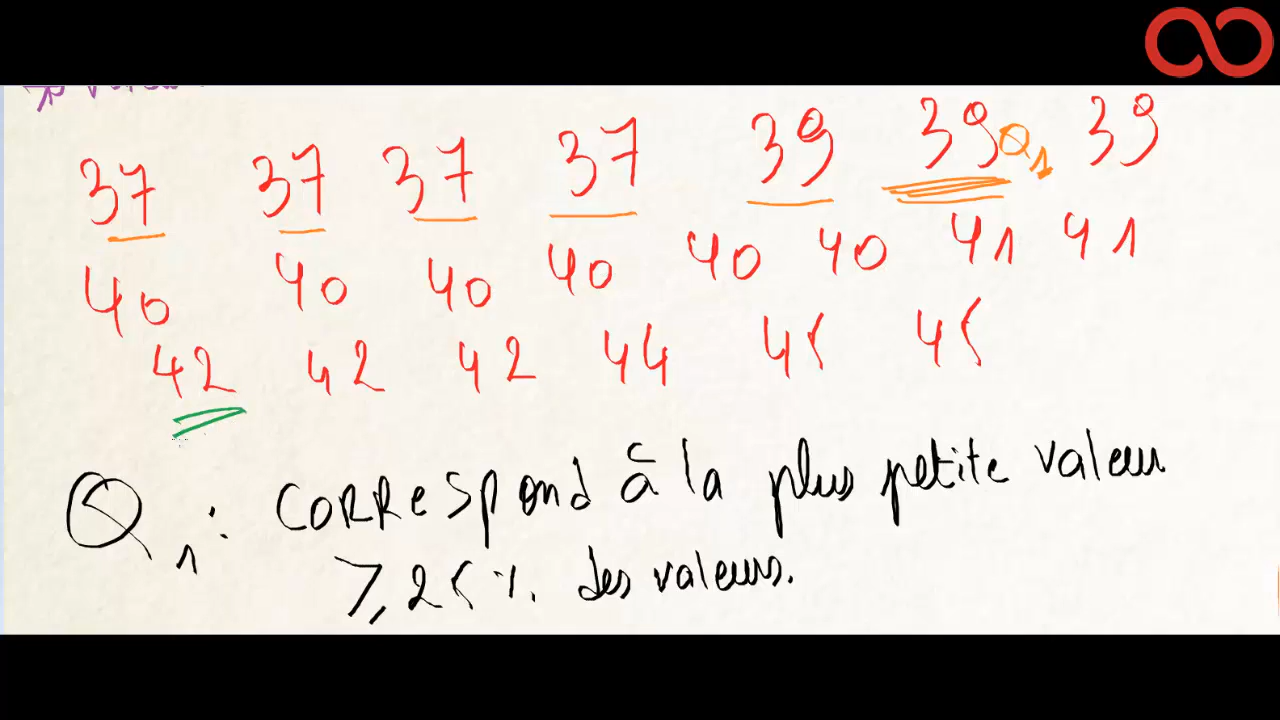 37 37 37 37 39 39 Q1 39
40 40 40 40 40 40 41 41
42 42 42 44 45 45
Q1 : correspond à la plus petite valeur
⩾ 25 %. des valeurs.